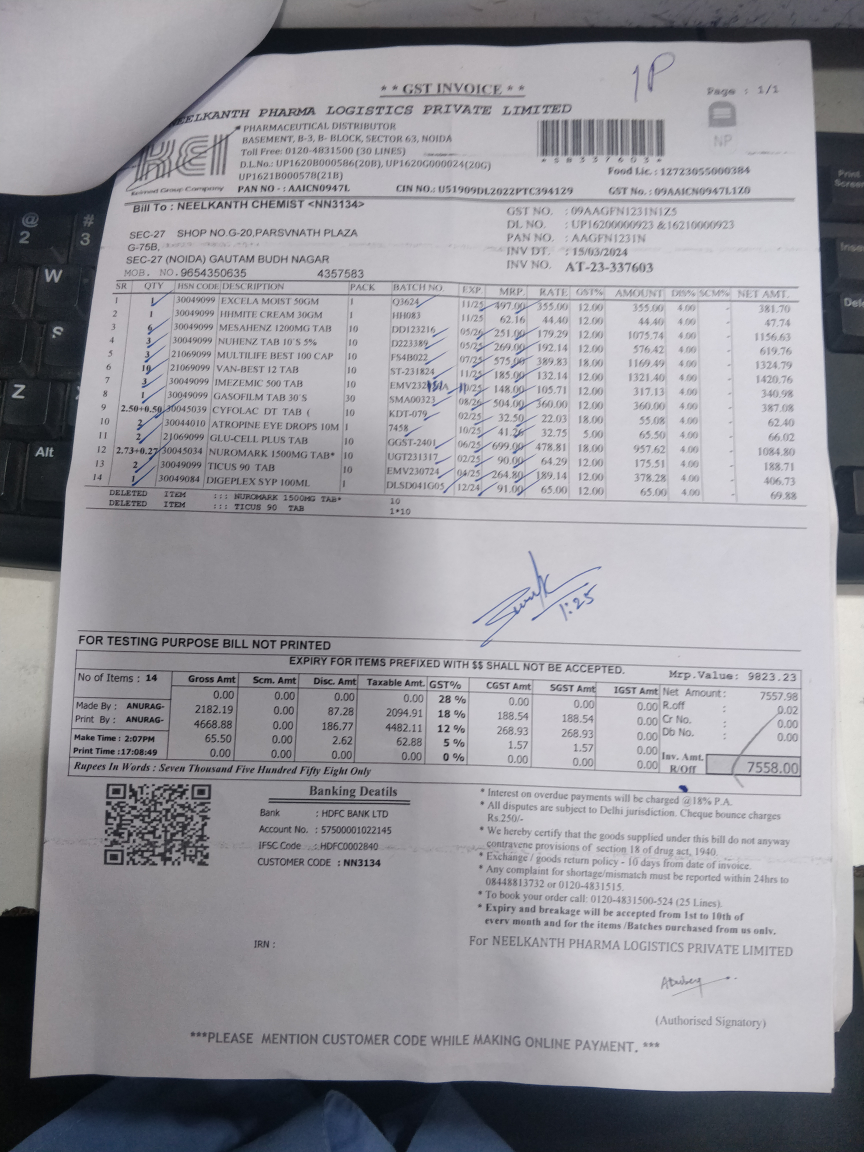 1P
* * GST INVOICE * *
Page : 1/1
NEELKANTH PHARMA LOGISTICS PRIVATE LIMITED
PHARMACEUTICAL DISTRIBUTOR
BASEMENT, B-3, B- BLOCK, SECTOR 63, NOIDA
Toll Free: 0120-4831500 (30 LINES)
D.L.No.: UP1620B000586(20B), UP1620G000024(20G)
UP1621B000578(21B)
PAN NO - : AAICN0947L
CIN NO.: U51909DL2022PTC394129
*58337603*
NP
Food Lic. : 12723055000384
GST No. : 09AAICN0947L1Z0
Bill To : NEELKANTH CHEMIST <NN3134>
SEC-27 SHOP NO.G-20,PARSVNATH PLAZA
G-75B,
SEC-27 (NOIDA) GAUTAM BUDH NAGAR
MOB. NO.9654350635 4357583
GST NO. : 09AAGFN1231N1Z5
DL NO. : UP16200000923 &16210000923
PAN NO. : AAGFN1231N
INV DT. : 15/03/2024
INV NO. AT-23-337603
SR QTY HSN CODE DESCRIPTION PACK BATCH NO. EXP. MRP. RATE GST% AMOUNT DIS% SCM% NET AMT.
1 1 30049099 EXCELA MOIST 50GM 1 Q3624 11/25 497.00 355.00 12.00 355.00 4.00 - 381.70
2 1 30049099 HHMITE CREAM 30GM 1 HH083 11/25 62.16 44.40 12.00 44.40 4.00 - 47.74
3 6 30049099 MESAHENZ 1200MG TAB 10 DD123216 05/26 251.00 179.29 12.00 1075.74 4.00 - 1156.63
4 3 30049099 NUHENZ TAB 10`S 5% 10 D223389 05/25 269.00 192.14 12.00 576.42 4.00 - 619.76
5 3 21069099 MULTILIFE BEST 100 CAP 10 FS4B022 07/25 575.00 389.83 18.00 1169.49 4.00 - 1324.79
6 10 21069099 VAN-BEST 12 TAB 10 ST-231824 11/25 185.00 132.14 12.00 1321.40 4.00 - 1420.76
7 3 30049099 IMEZEMIC 500 TAB 10 148.00 105.71 12.00 317.13 4.00 - 340.98
8 1 30049099 GASOFILM TAB 30`S 30 SMA00323 08/26 504.00 360.00 12.00 360.00 4.00 - 387.08
9 2.50+0.50 30045039 CYFOLAC DT TAB ( 10 KDT-079 02/25 32.50 22.03 18.00 55.08 4.00 - 62.40
10 2 30044010 ATROPINE EYE DROPS 10M 1 7458 10/25 41.26 32.75 5.00 65.50 4.00 - 66.02
11 2 21069099 GLU-CELL PLUS TAB 10 GGST-2401 06/25 699.00 478.81 18.00 957.62 4.00 - 1084.80
12 2.73+0.27 30045034 NUROMARK 1500MG TAB* 10 UGT231317 02/25 90.00 64.29 12.00 175.51 4.00 - 188.71
13 2 30049099 TICUS 90 TAB 10 EMV230724 04/25 264.80 189.14 12.00 378.28 4.00 - 406.73
14 1 30049084 DIGEPLEX SYP 100ML 1 DLSD041G05 12/24 91.00 65.00 12.00 65.00 4.00 - 69.88
DELETED ITEM ::: NUROMARK 1500MG TAB* 10
DELETED ITEM ::: TICUS 90 TAB 1*10
1:25
FOR TESTING PURPOSE BILL NOT PRINTED
EXPIRY FOR ITEMS PREFIXED WITH $$ SHALL NOT BE ACCEPTED.
Mrp.Value: 9823.23
No of Items : 14
Made By : ANURAG-
Print By : ANURAG-
Make Time : 2:07PM
Print Time :17:08:49
Gross Amt Scm. Amt Disc. Amt Taxable Amt. GST% CGST Amt SGST Amt IGST Amt
0.00 0.00 0.00 0.00 28 % 0.00 0.00 0.00
2182.19 0.00 87.28 2094.91 18 % 188.54 188.54 0.00
4668.88 0.00 186.77 4482.11 12 % 268.93 268.93 0.00
65.50 0.00 2.62 62.88 5 % 1.57 1.57 0.00
0.00 0.00 0.00 0.00 0 % 0.00 0.00 0.00
Net Amount : 7557.98
R.off : 0.02
Cr No. : 0.00
Db No. : 0.00
Inv. Amt.
R/Off 7558.00
Rupees In Words : Seven Thousand Five Hundred Fifty Eight Only
Banking Deatils
Bank : HDFC BANK LTD
Account No. : 57500001022145
IFSC Code : HDFC0002840
CUSTOMER CODE : NN3134
IRN :
* Interest on overdue payments will be charged @18% P.A.
* All disputes are subject to Delhi jurisdiction. Cheque bounce charges
Rs.250/-
* We hereby certify that the goods supplied under this bill do not anyway
contravene provisions of section 18 of drug act, 1940.
* Exchange / goods return policy - 10 days from date of invoice.
* Any complaint for shortage/mismatch must be reported within 24hrs to
08448813732 or 0120-4831515.
* To book your order call: 0120-4831500-524 (25 Lines).
* Expiry and breakage will be accepted from 1st to 10th of
every month and for the items /Batches purchased from us only.
For NEELKANTH PHARMA LOGISTICS PRIVATE LIMITED
(Authorised Signatory)
***PLEASE MENTION CUSTOMER CODE WHILE MAKING ONLINE PAYMENT. ***
@
2
#
3
W
S
Z
Alt
Print
Screen
Insert